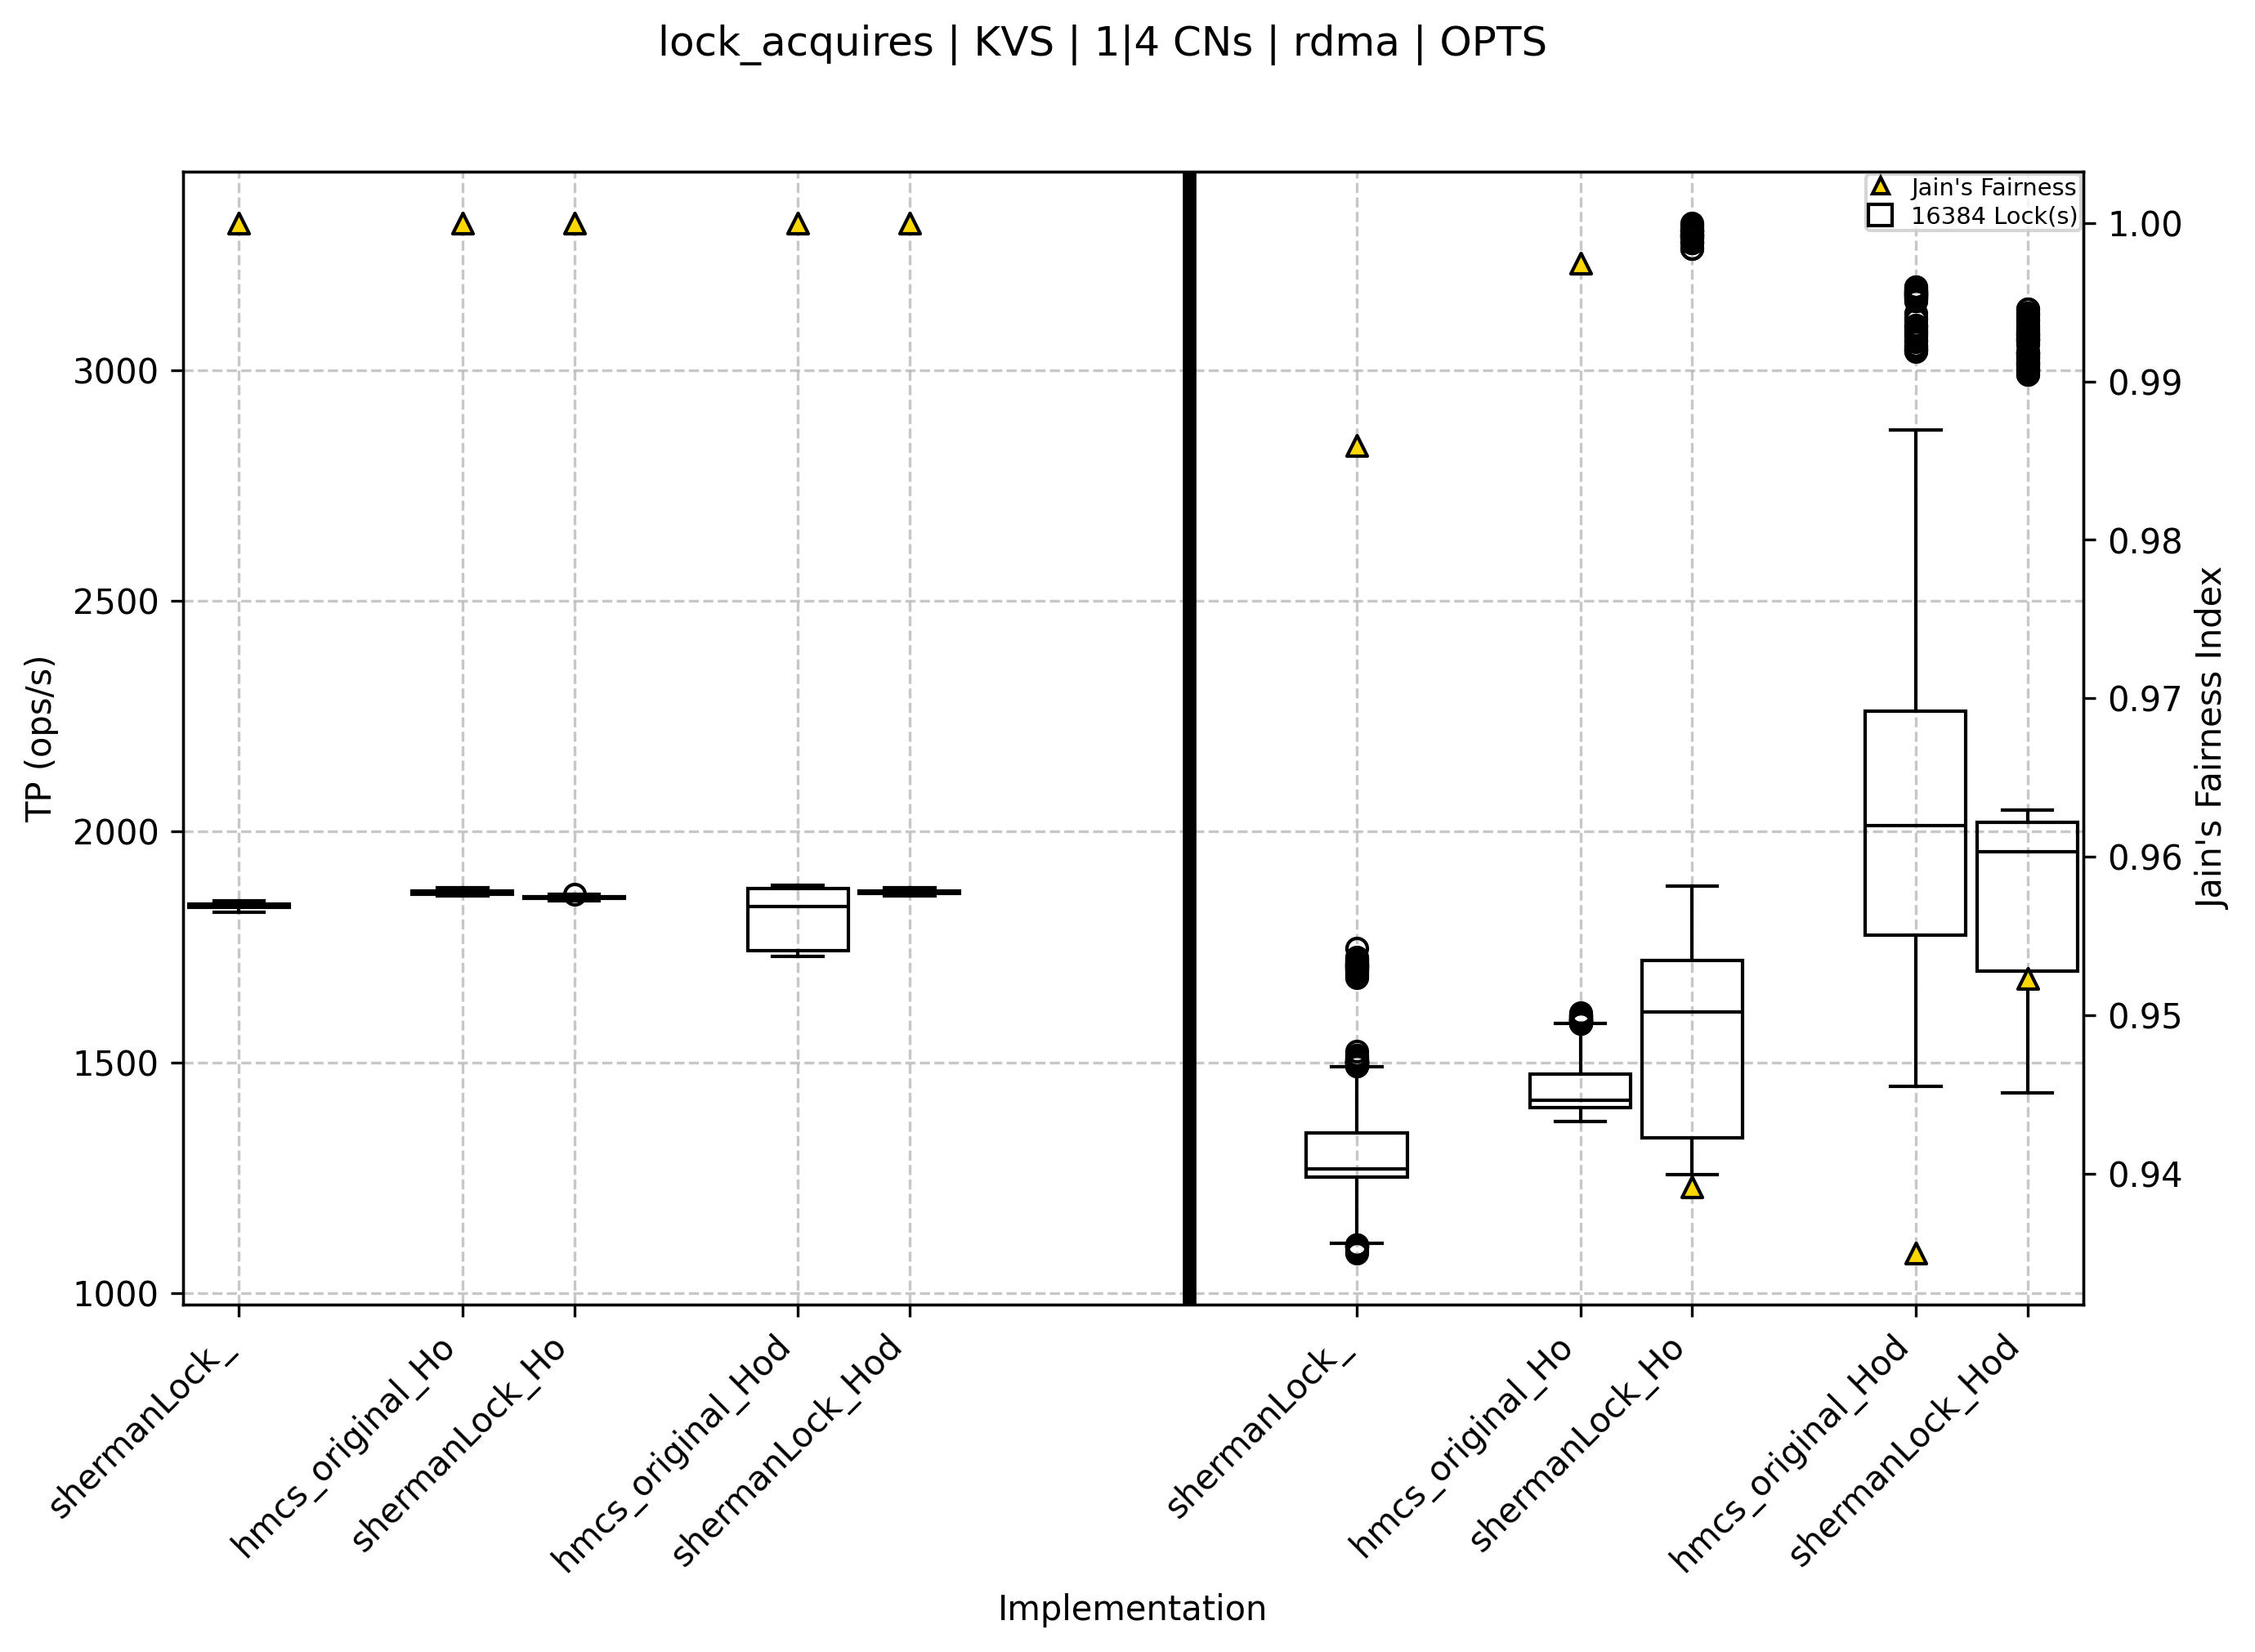 lock_acquires | KVS | 1|4 CNs | rdma | OPTS
Jain's Fairness
16384 Lock(s)
TP (ops/s)
3000
2500
2000
1500
1000
1.00
0.99
0.98
0.97
0.96
0.95
0.94
Jain's Fairness Index
shermanLock_
hmcs_original_Ho
shermanLock_Ho
hmcs_original_Hod
shermanLock_Hod
shermanLock_
hmcs_original_Ho
shermanLock_Ho
hmcs_original_Hod
shermanLock_Hod
Implementation